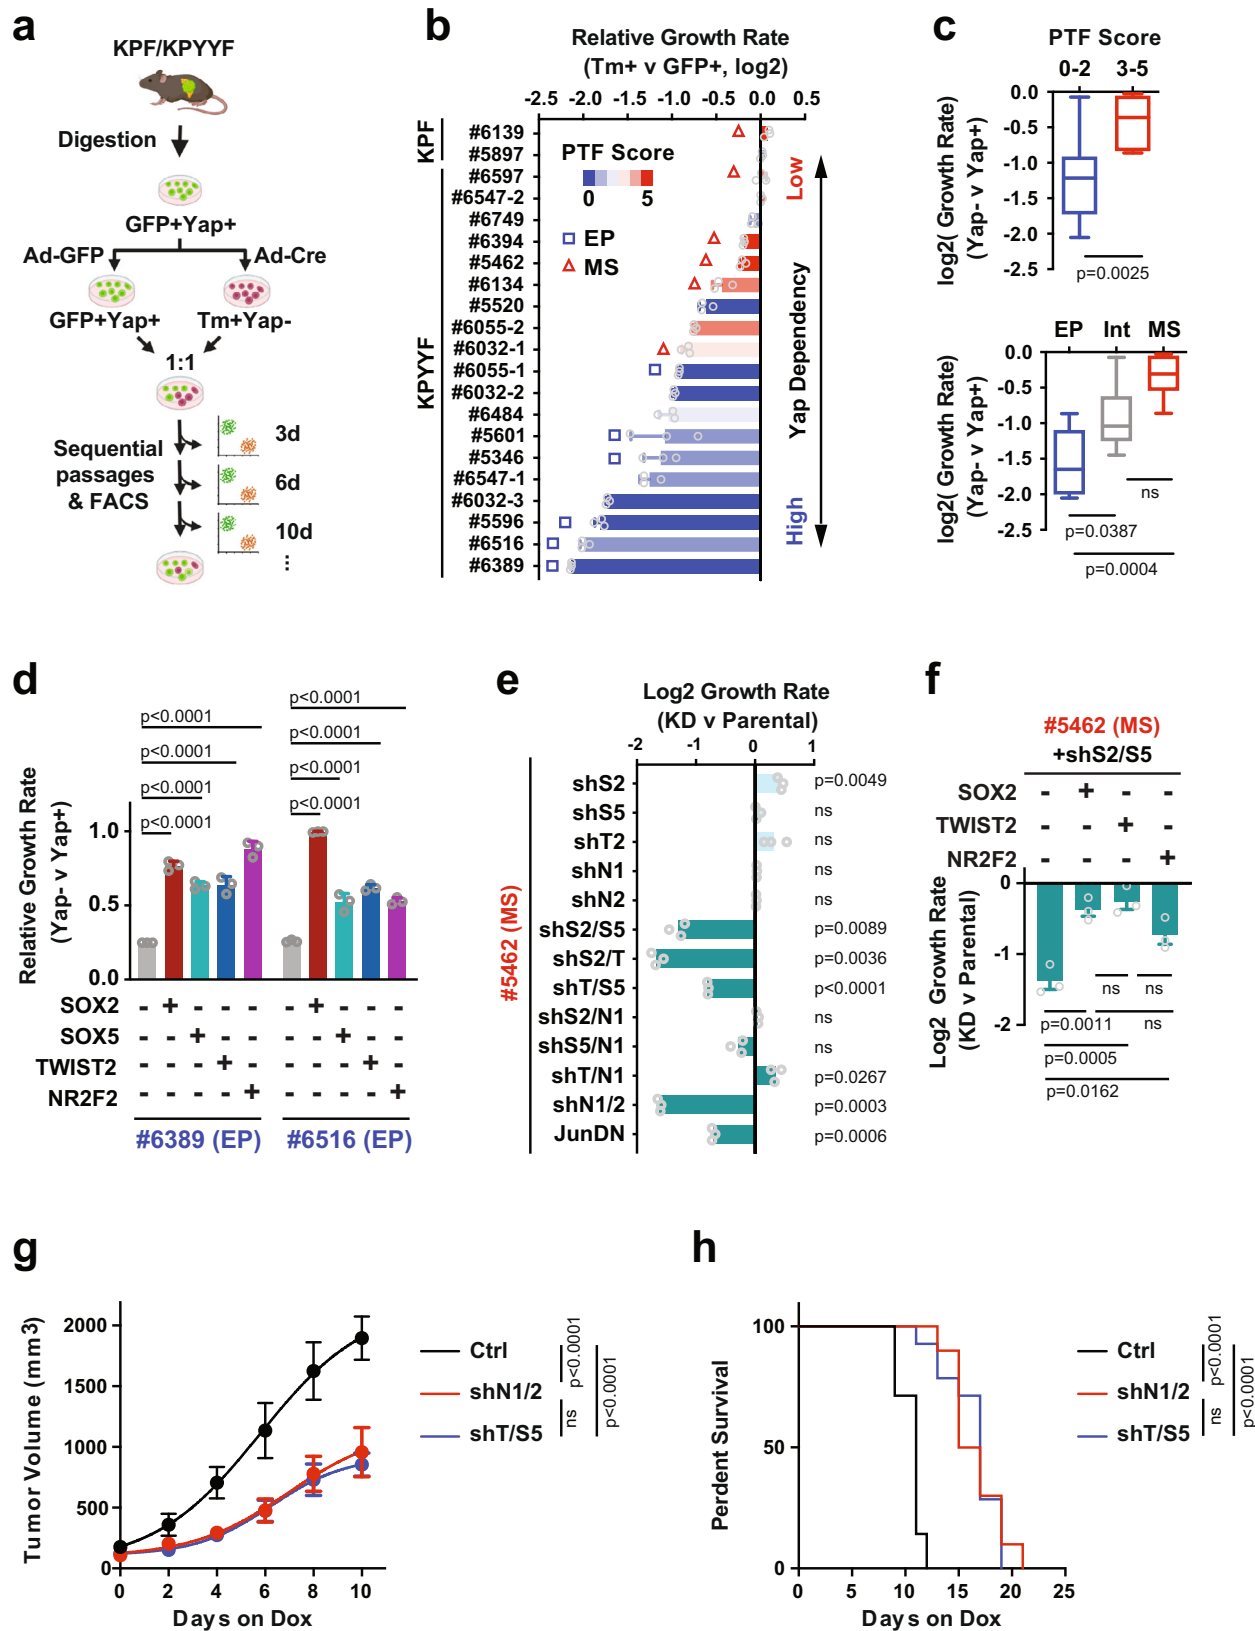 a
KPF/KPYYF
Digestion
GFP+Yap+
Ad-GFP
Ad-Cre
GFP+Yap+
Tm+Yap-
1:1
Sequential
passages
& FACS
3d
6d
10d
...
b
Relative Growth Rate
(Tm+ v GFP+, log2)
-2.5 -2.0 -1.5 -1.0 -0.5 0.0 0.5
KPF
KPYYF
#6139
#5897
#6597
#6547-2
#6749
#6394
#5462
#6134
#5520
#6055-2
#6032-1
#6055-1
#6032-2
#6484
#5601
#5346
#6547-1
#6032-3
#5596
#6516
#6389
PTF Score
0 5
EP
MS
Low
Yap Dependency
High
c
PTF Score
0-2 3-5
log2( Growth Rate)
(Yap- v Yap+)
0.0
-0.5
-1.0
-1.5
-2.0
-2.5
p=0.0025
EP Int MS
log2( Growth Rate)
(Yap- v Yap+)
0.0
-0.5
-1.0
-1.5
-2.0
-2.5
ns
p=0.0387
p=0.0004
d
p<0.0001
p<0.0001
p<0.0001
p<0.0001
p<0.0001
p<0.0001
p<0.0001
p<0.0001
Relative Growth Rate
(Yap- v Yap+)
1.0
0.5
0.0
SOX2 - + - - - - + - - -
SOX5 - - + - - - - + - -
TWIST2 - - - + - - - - + -
NR2F2 - - - - + - - - - +
#6389 (EP) #6516 (EP)
e
Log2 Growth Rate
(KD v Parental)
-2 -1 0 1
#5462 (MS)
shS2 p=0.0049
shS5 ns
shT2 ns
shN1 ns
shN2 ns
shS2/S5 p=0.0089
shS2/T p=0.0036
shT/S5 p<0.0001
shS2/N1 ns
shS5/N1 ns
shT/N1 p=0.0267
shN1/2 p=0.0003
JunDN p=0.0006
f
#5462 (MS)
+shS2/S5
SOX2 - + - -
TWIST2 - - + -
NR2F2 - - - +
Log2 Growth Rate
(KD v Parental)
0
-1
-2
ns ns
p=0.0011 ns
p=0.0005
p=0.0162
g
Tumor Volume (mm3)
2000
1500
1000
500
0
0 2 4 6 8 10
Days on Dox
Ctrl
shN1/2
shT/S5
p<0.0001
ns
p<0.0001
h
Perdent Survival
100
50
0
0 5 10 15 20 25
Days on Dox
Ctrl
shN1/2
shT/S5
p<0.0001
ns
p<0.0001